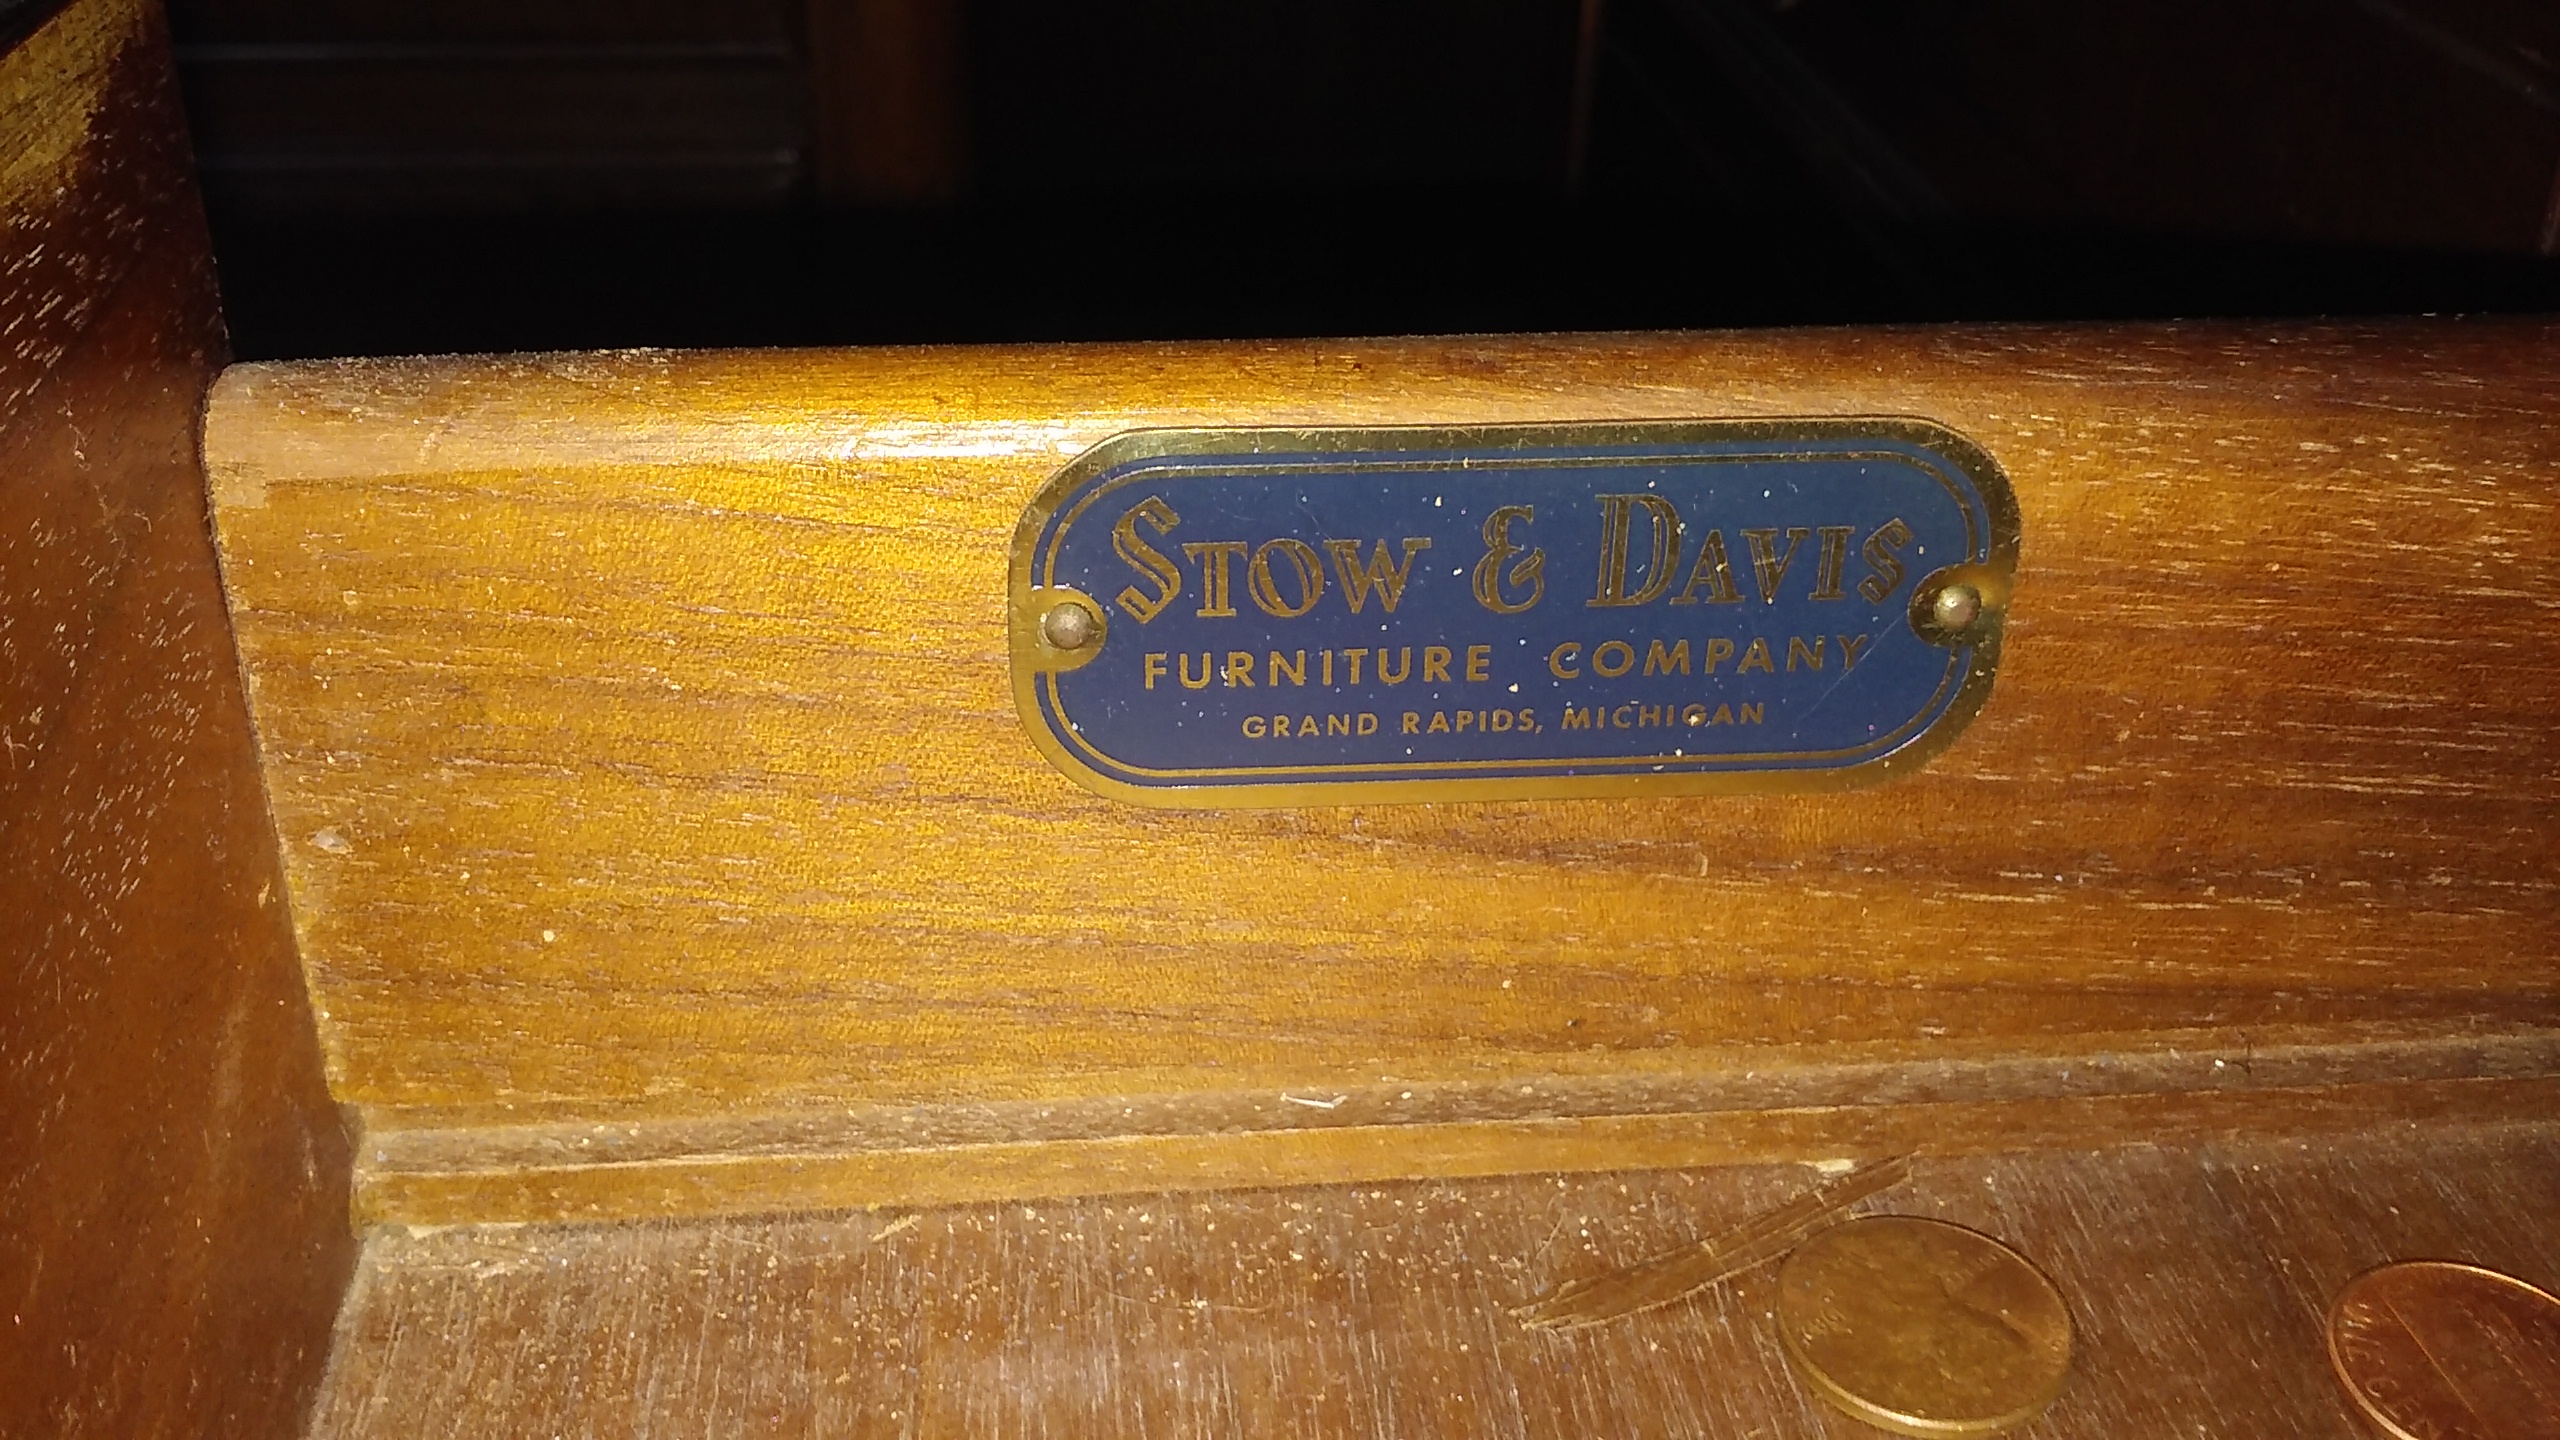 STOW & DAVIS
FURNITURE COMPANY
GRAND RAPIDS, MICHIGAN